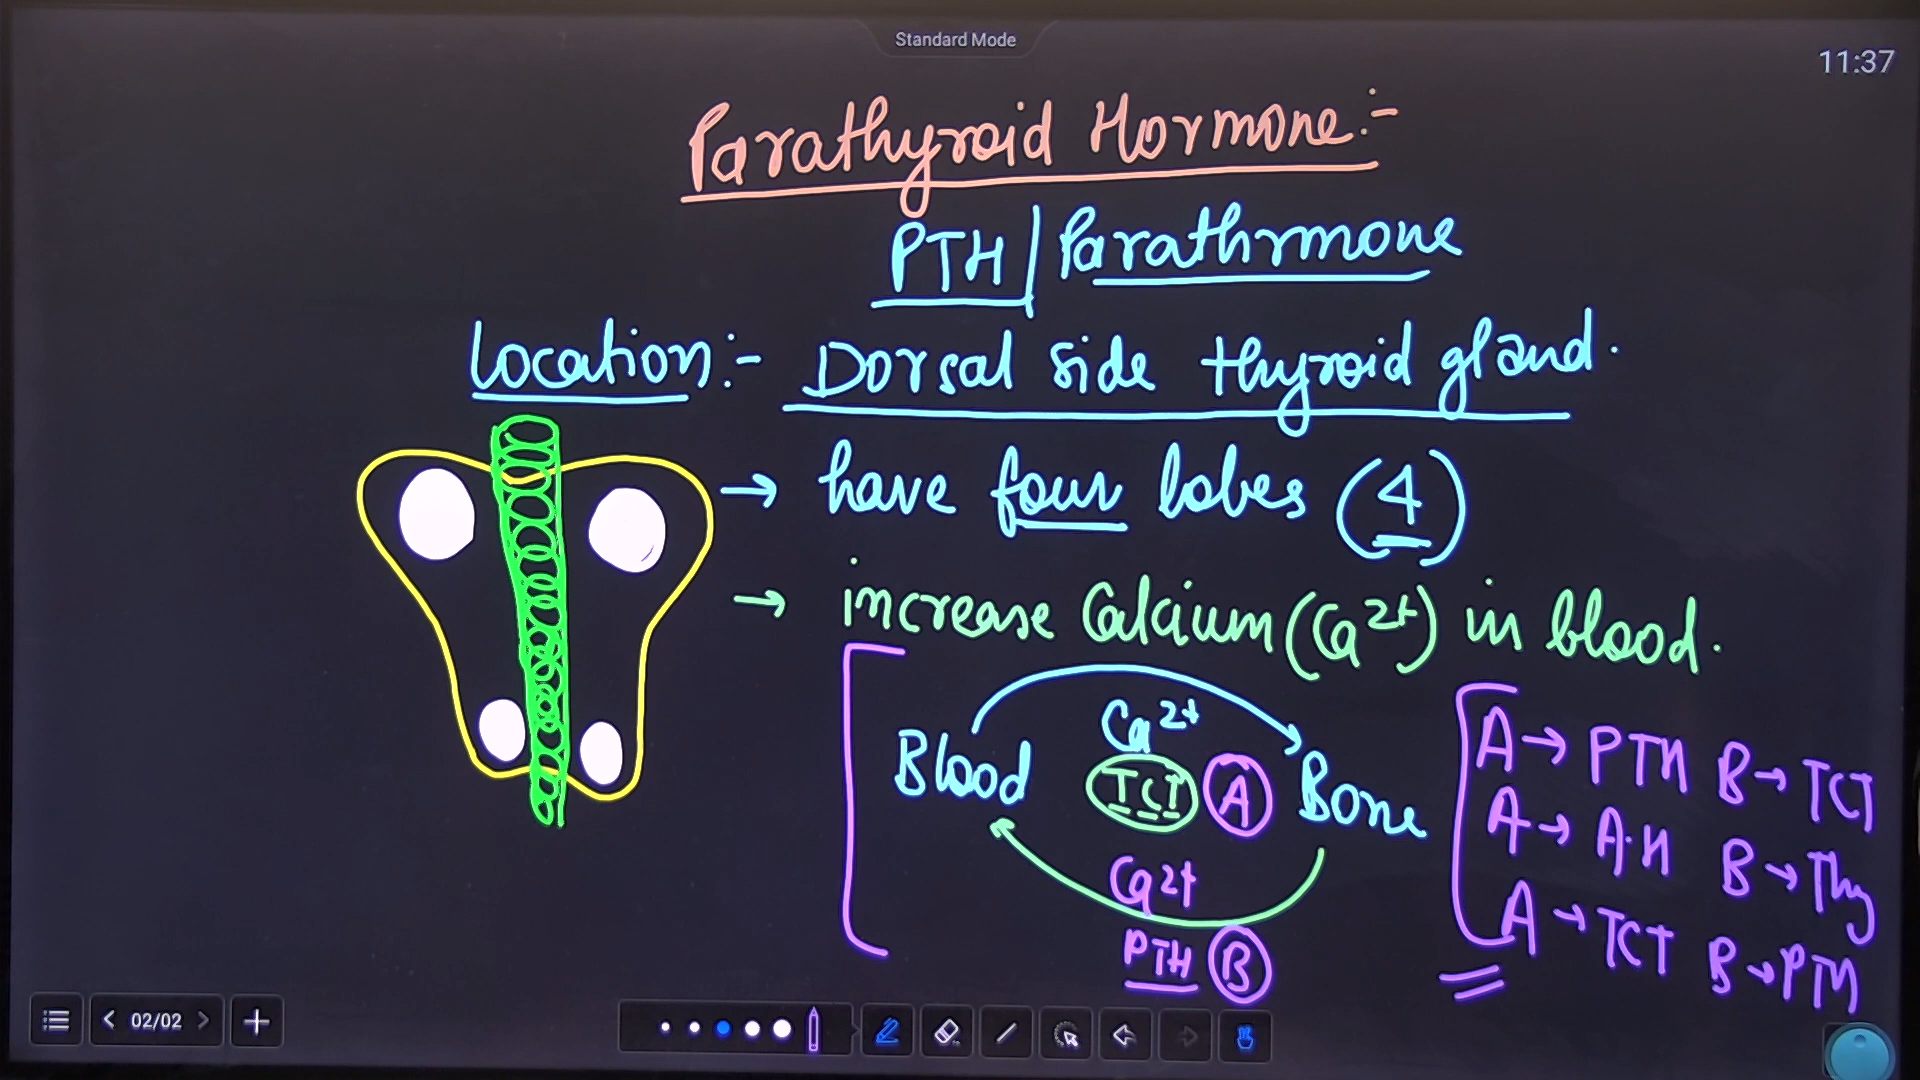 Standard Mode
11:37
Parathyroid Hormone:-
PTH | Parathrmone
Location:- Dorsal side thyroid gland.
→ have four lobes (4)
→ increase Calcium (Ca2+) in blood.
Blood Ca2+ Bone
TCT A
Ca2+
PTH B
A → PTH B → TCT
A → A.H B → Thy
A → TCT B → PTH
02/02